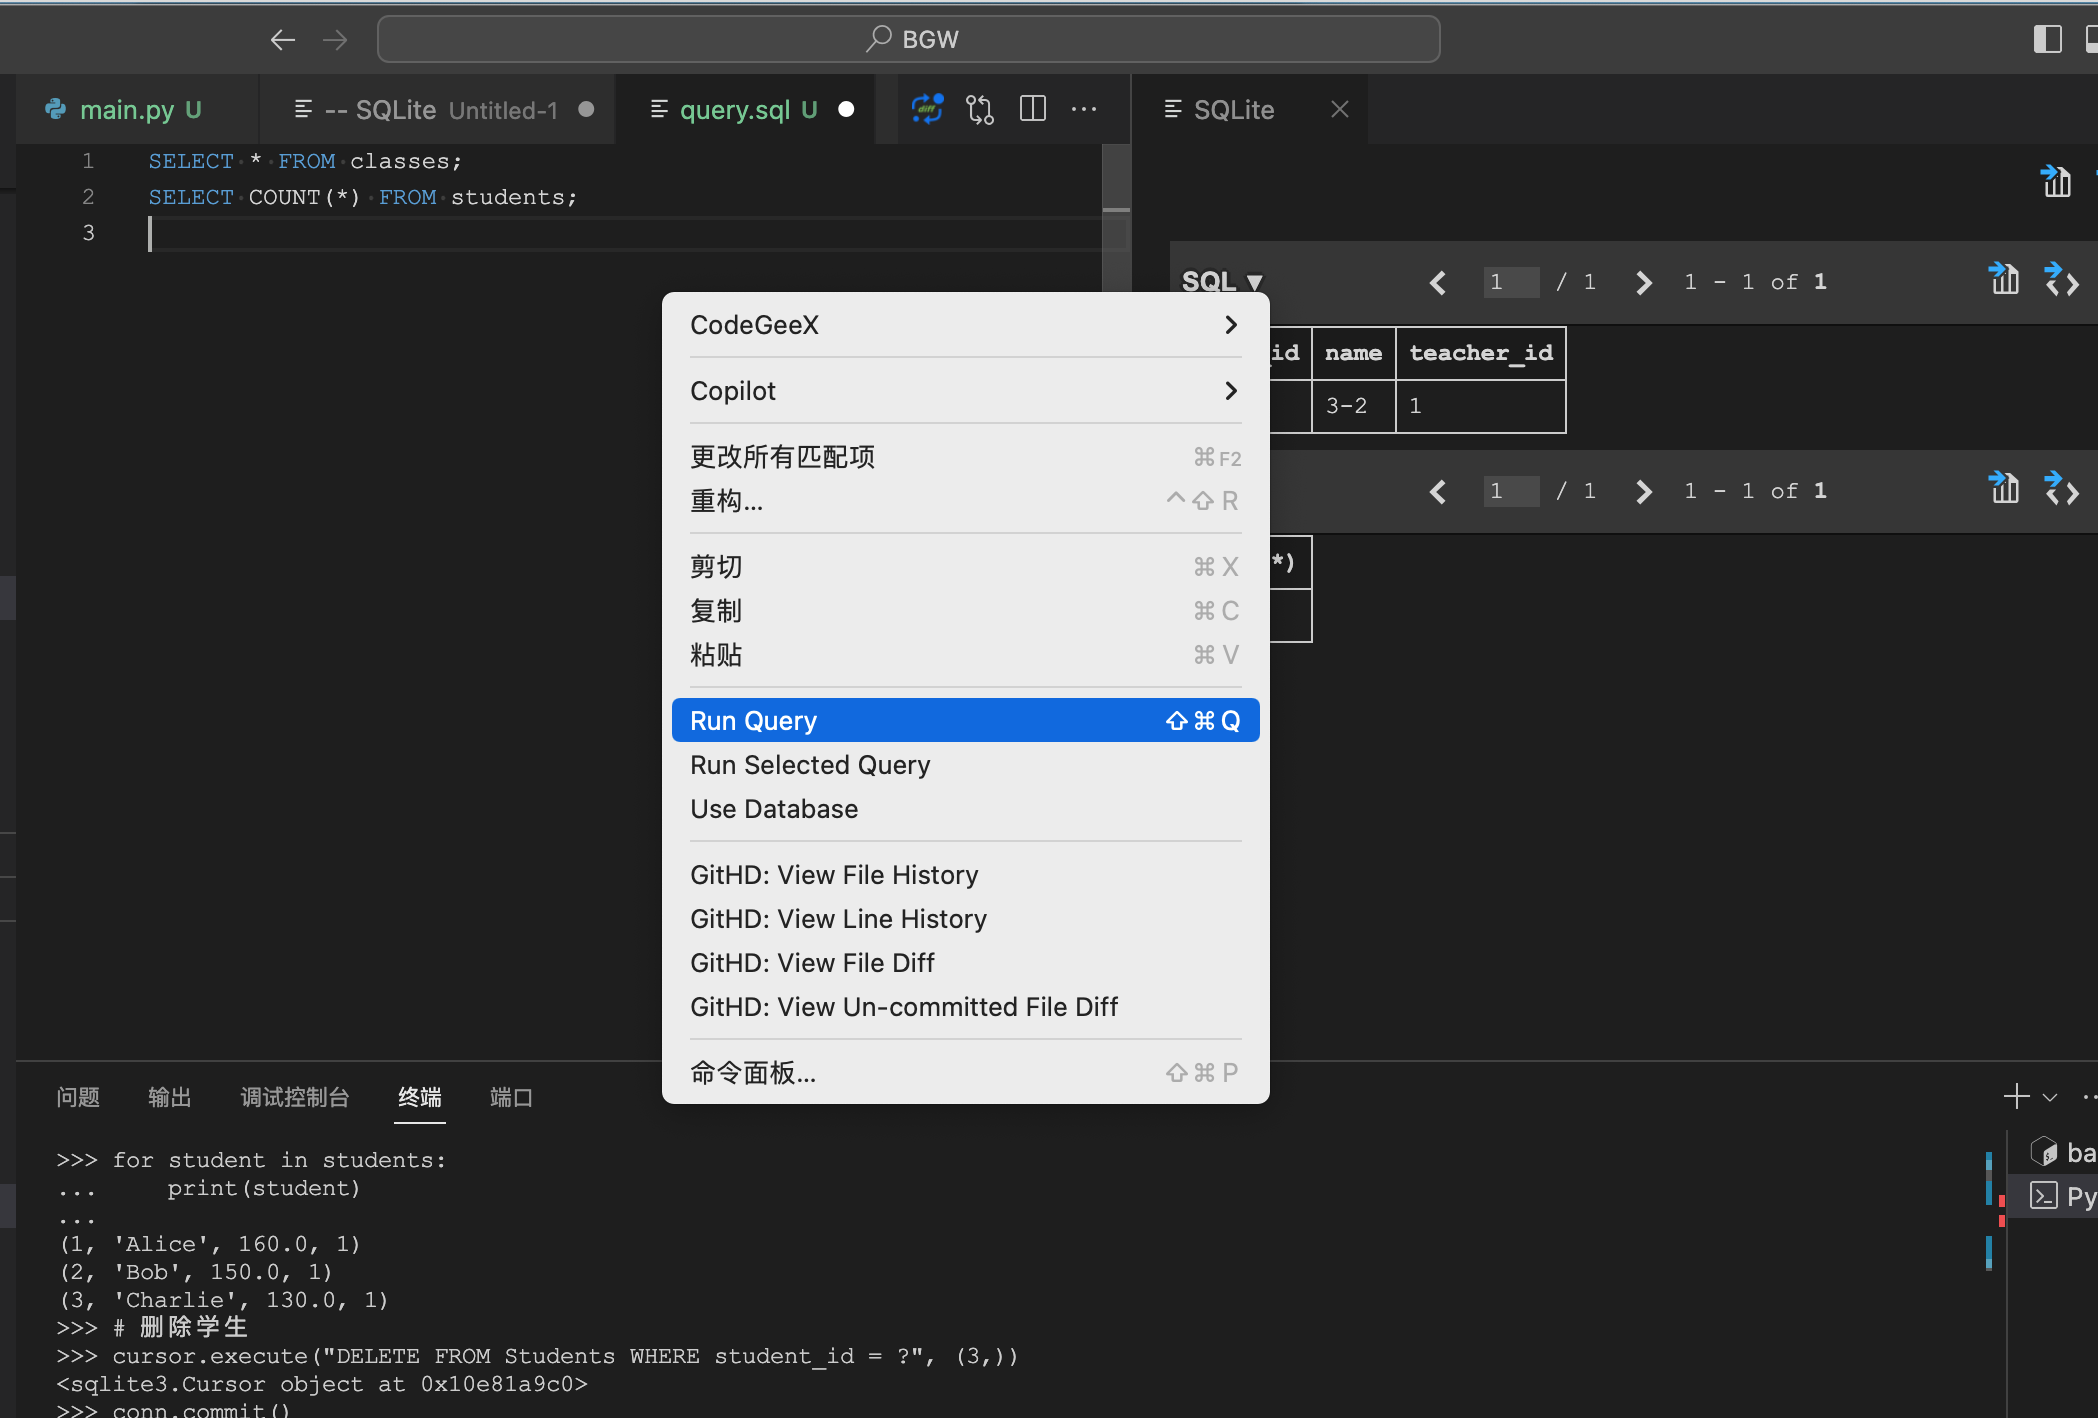 BGW
main.py U
-- SQLite Untitled-1
query.sql U
diff
SQLite
1 SELECT * FROM classes;
2 SELECT COUNT(*) FROM students;
3
SQL ▼ 1 / 1 1 - 1 of 1
_id name teacher_id
3-2 1
1 / 1 1 - 1 of 1
*)
CodeGeeX
Copilot
更改所有匹配项 ⌘F2
重构... ^⇧R
剪切 ⌘X
复制 ⌘C
粘贴 ⌘V
Run Query ⇧⌘Q
Run Selected Query
Use Database
GitHD: View File History
GitHD: View Line History
GitHD: View File Diff
GitHD: View Un-committed File Diff
命令面板... ⇧⌘P
问题 输出 调试控制台 终端 端口
>>> for student in students:
...     print(student)
...
(1, 'Alice', 160.0, 1)
(2, 'Bob', 150.0, 1)
(3, 'Charlie', 130.0, 1)
>>> # 删除学生
>>> cursor.execute("DELETE FROM Students WHERE student_id = ?", (3,))
<sqlite3.Cursor object at 0x10e81a9c0>
>>> conn.commit()
ba
Py